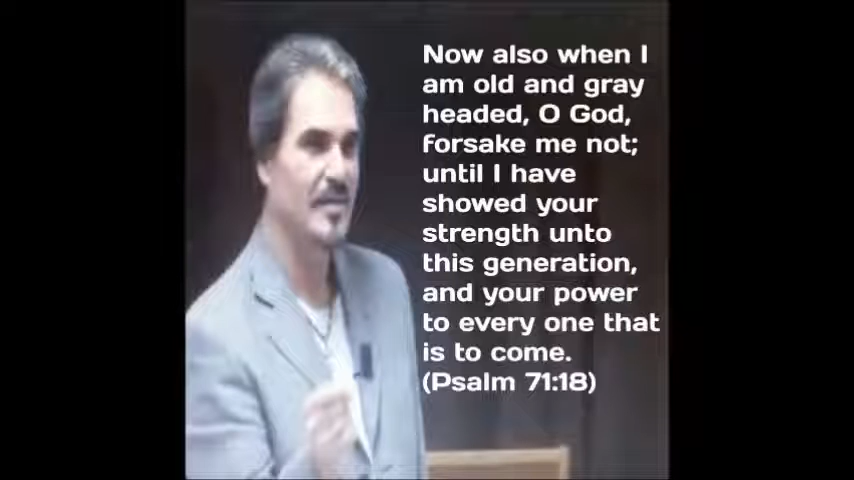 Now also when I
am old and gray
headed, O God,
forsake me not;
until I have
showed your
strength unto
this generation,
and your power
to every one that
is to come.
(Psalm 71:18)